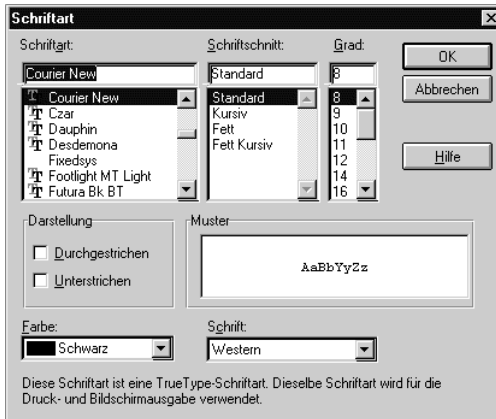 Schriftart
Schriftart:
Courier New
Courier New
Czar
Dauphin
Desdemona
Fixedsys
Footlight MT Light
Futura Bk BT
Schriftschnitt:
Standard
Standard
Kursiv
Fett
Fett Kursiv
Grad:
8
8
9
10
11
12
14
16
OK
Abbrechen
Hilfe
Darstellung
Durchgestrichen
Unterstrichen
Muster
AaBbYyZz
Farbe:
Schwarz
Schrift:
Western
Diese Schriftart ist eine TrueType-Schriftart. Dieselbe Schriftart wird für die
Druck- und Bildschirmausgabe verwendet.